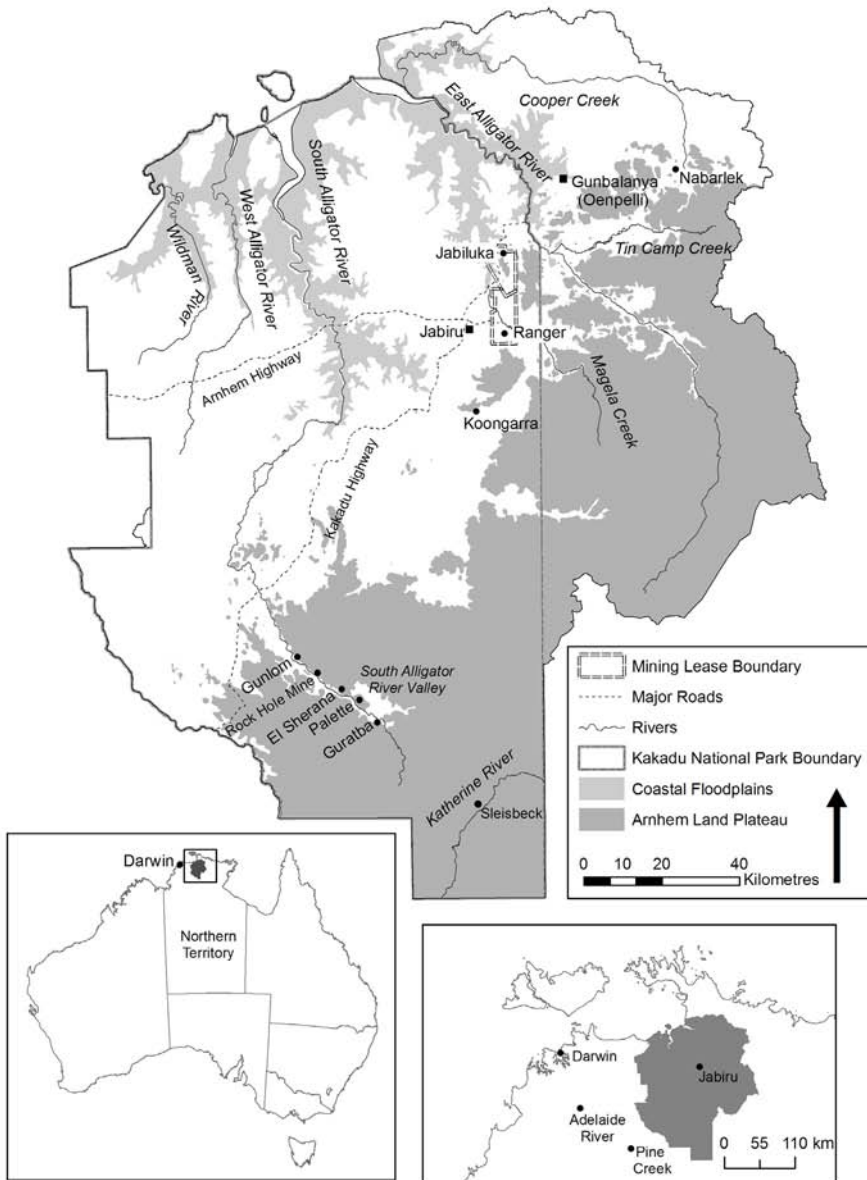 Cooper Creek
East Alligator River
Nabarlek
Gunbalanya
(Oenpelli)
South Alligator River
West Alligator River
Wildman River
Tin Camp Creek
Jabiluka
Jabiru
Ranger
Arnhem Highway
Magela Creek
Koongarra
Kakadu Highway
Gunlom
Rock Hole Mine
El Sherana
Palette
Guratba
South Alligator
River Valley
Katherine River
Sleisbeck
Mining Lease Boundary
Major Roads
Rivers
Kakadu National Park Boundary
Coastal Floodplains
Arnhem Land Plateau
0 10 20 40
Kilometres
Darwin
Northern
Territory
Darwin
Jabiru
Adelaide
River
Pine
Creek
0 55 110 km